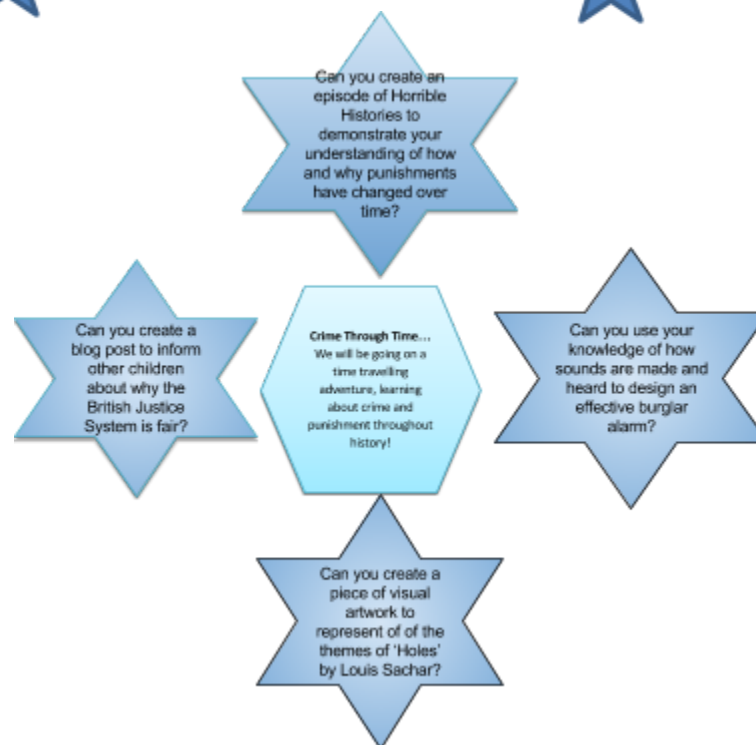 Can you create an
episode of Horrible
Histories to
demonstrate your
understanding of how
and why punishments
have changed over
time?
Can you create a
blog post to inform
other children
about why the
British Justice
System is fair?
Crime Through Time...
We will be going on a
time travelling
adventure, learning
about crime and
punishment throughout
history!
Can you use your
knowledge of how
sounds are made and
heard to design an
effective burglar
alarm?
Can you create a
piece of visual
artwork to
represent of of the
themes of 'Holes'
by Louis Sachar?